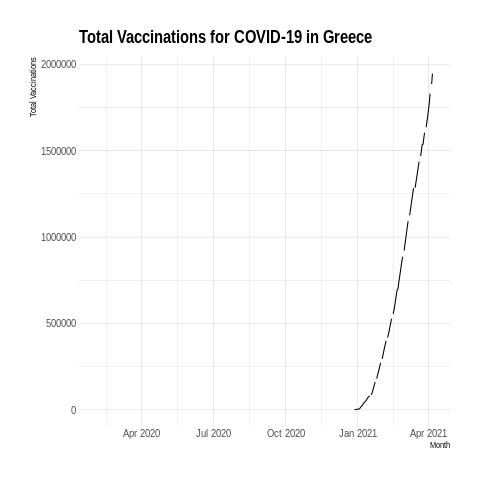 Total Vaccinations for COVID-19 in Greece
Total Vaccinations
2000000
1500000
1000000
500000
0
Apr 2020 Jul 2020 Oct 2020 Jan 2021 Apr 2021
Month